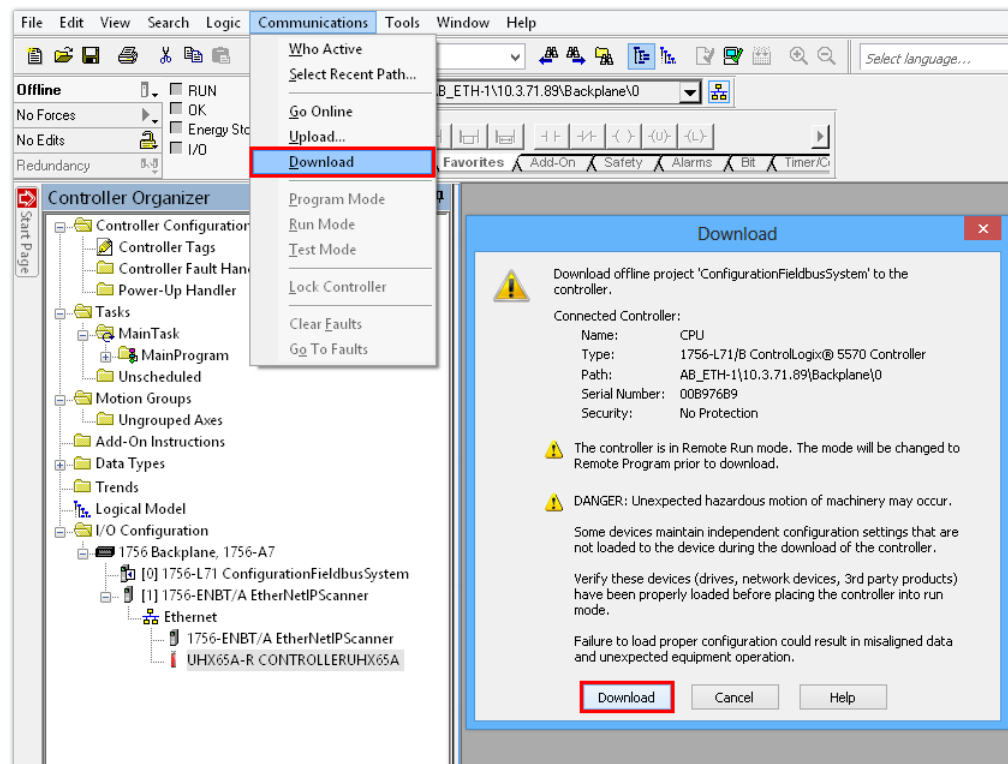 File Edit View Search Logic Communications Tools Window Help
Select language...
Who Active
Select Recent Path...
Go Online
Upload...
Download
Program Mode
Run Mode
Test Mode
Lock Controller
Clear Faults
Go To Faults
Offline
RUN
No Forces
OK
No Edits
Energy Sto
Redundancy
I/O
B_ETH-1\10.3.71.89\Backplane\0
Favorites Add-On Safety Alarms Bit Timer/C
Start Page
Controller Organizer
Controller Configuration
Controller Tags
Controller Fault Han
Power-Up Handler
Tasks
MainTask
MainProgram
Unscheduled
Motion Groups
Ungrouped Axes
Add-On Instructions
Data Types
Trends
Logical Model
I/O Configuration
1756 Backplane, 1756-A7
[0] 1756-L71 ConfigurationFieldbusSystem
[1] 1756-ENBT/A EtherNetIPScanner
Ethernet
1756-ENBT/A EtherNetIPScanner
UHX65A-R CONTROLLERUHX65A
Download
Download offline project 'ConfigurationFieldbusSystem' to the
controller.
Connected Controller:
Name: CPU
Type: 1756-L71/B ControlLogix® 5570 Controller
Path: AB_ETH-1\10.3.71.89\Backplane\0
Serial Number: 00B976B9
Security: No Protection
The controller is in Remote Run mode. The mode will be changed to
Remote Program prior to download.
DANGER: Unexpected hazardous motion of machinery may occur.
Some devices maintain independent configuration settings that are
not loaded to the device during the download of the controller.
Verify these devices (drives, network devices, 3rd party products)
have been properly loaded before placing the controller into run
mode.
Failure to load proper configuration could result in misaligned data
and unexpected equipment operation.
Download Cancel Help